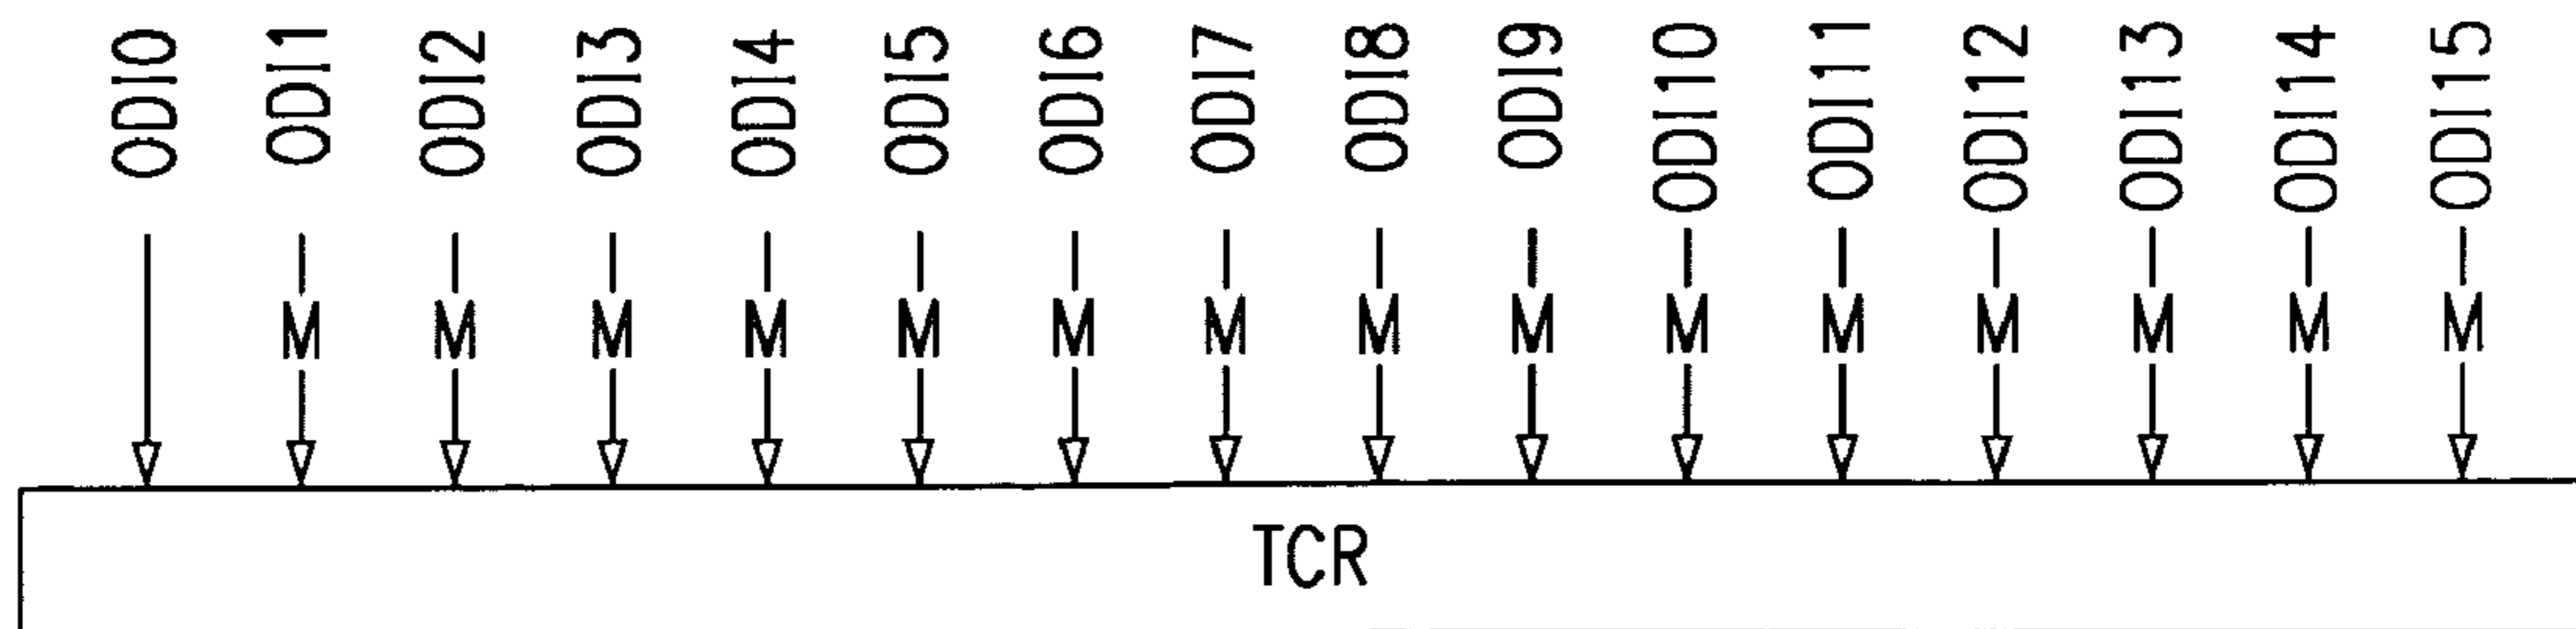 ODI0 ODI1 ODI2 ODI3 ODI4 ODI5 ODI6 ODI7 ODI8 ODI9 ODI10 ODI11 ODI12 ODI13 ODI14 ODI15
M M M M M M M M M M M M M M M
TCR